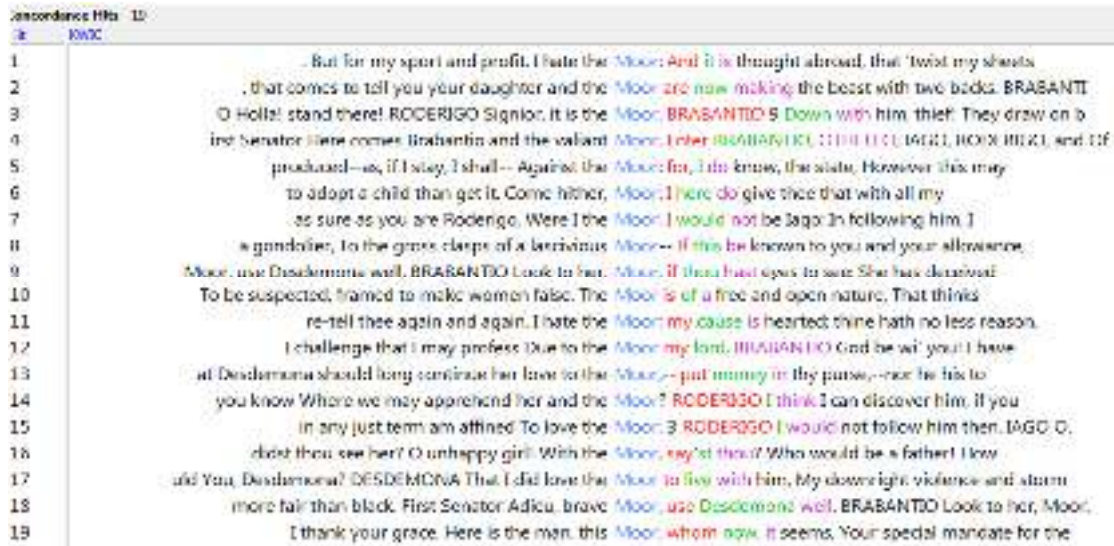 Concordance Hits 19
Hit KWIC
1 . But for my sport and profit. I hate the Moor: And it is thought abroad, that 'twixt my sheets
2 . that comes to tell you your daughter and the Moor are now making the beast with two backs. BRABANTI
3 O Holla! stand there! RODERIGO Signior, it is the Moor. BRABANTIO Down with him, thief! They draw on b
4 irst Senator Here comes Brabantio and the valiant Moor. Enter BRABANTIO, OTHELLO, IAGO, RODERIGO, and Of
5 produced--as, if I stay, I shall-- Against the Moor: for, I do know, the state, However this may
6 to adopt a child than get it. Come hither, Moor: I here do give thee that with all my
7 as sure as you are Roderigo, Were I the Moor, I would not be Iago: In following him, I
8 a gondolier, To the gross clasps of a lascivious Moor-- If this be known to you and your allowance,
9 Moor, use Desdemona well. BRABANTIO Look to her, Moor, if thou hast eyes to see: She has deceived
10 To be suspected, framed to make women false. The Moor is of a free and open nature, That thinks
11 re-tell thee again and again, I hate the Moor: my cause is hearted; thine hath no less reason.
12 I challenge that I may profess Due to the Moor my lord. BRABANTIO God be wi' you! I have
13 at Desdemona should long continue her love to the Moor,-- put money in thy purse,--nor he his to
14 you know Where we may apprehend her and the Moor? RODERIGO I think I can discover him, if you
15 in any just term am affined To love the Moor. 3 RODERIGO I would not follow him then. IAGO O,
16 didst thou see her? O unhappy girl! With the Moor, say'st thou? Who would be a father! How
17 uld You, Desdemona? DESDEMONA That I did love the Moor to live with him, My downright violence and storm
18 more fair than black. First Senator Adieu, brave Moor, use Desdemona well. BRABANTIO Look to her, Moor,
19 I thank your grace, Here is the man, this Moor, whom now, it seems, Your special mandate for the